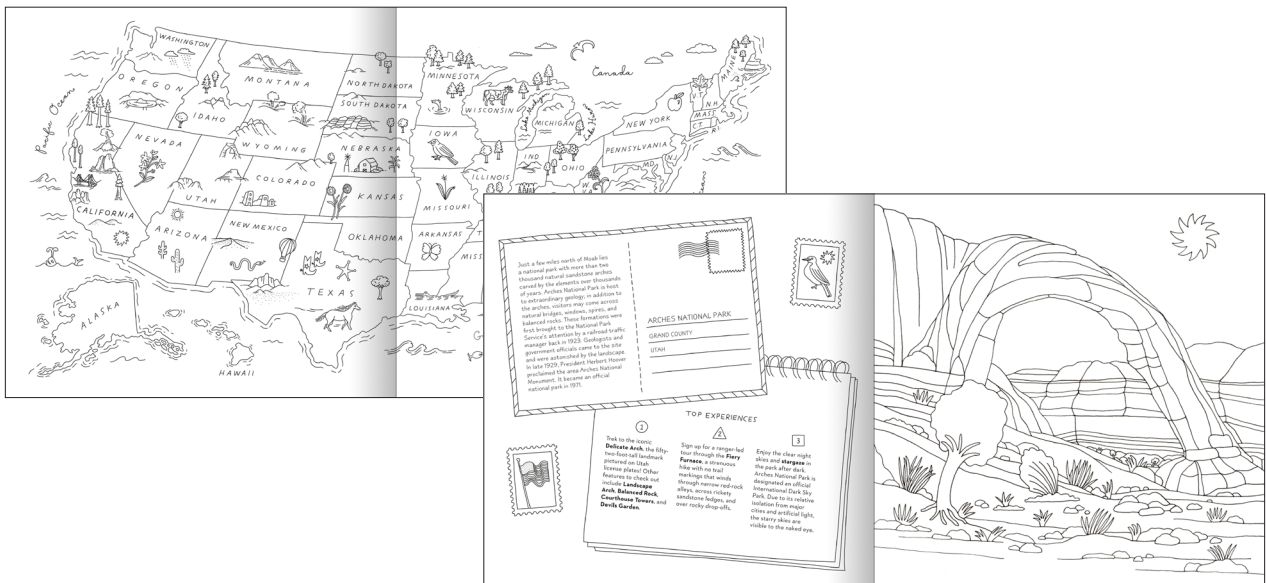 WASHINGTON
OREGON
MONTANA
IDAHO
NORTH DAKOTA
SOUTH DAKOTA
MINNESOTA
WISCONSIN
MICHIGAN
Canada
MAINE
VT
NH
MASS
CT
RI
NEW YORK
PENNSYLVANIA
NJ
MD
Pacific Ocean
NEVADA
WYOMING
NEBRASKA
IOWA
ILLINOIS
IND
OHIO
W
UTAH
COLORADO
KANSAS
MISSOURI
CALIFORNIA
ARIZONA
NEW MEXICO
OKLAHOMA
ARKANSAS
T
MISS
TEXAS
LOUISIANA
ALASKA
HAWAII
Just a few miles north of Moab lies
a national park with more than two
thousand natural sandstone arches
carved by the elements over thousands
of years. Arches National Park is host
to extraordinary geology; in addition to
the arches, visitors may come across
natural bridges, windows, spires, and
balanced rocks. These formations were
first brought to the National Park
Service's attention by a railroad traffic
manager back in 1923. Geologists and
government officials came to the site
and were astonished by the landscape.
In late 1929, President Herbert Hoover
proclaimed the area Arches National
Monument. It became an official
national park in 1971.
ARCHES NATIONAL PARK
GRAND COUNTY
UTAH
TOP EXPERIENCES
1
Trek to the iconic
Delicate Arch, the fifty-
two-foot-tall landmark
pictured on Utah
license plates! Other
features to check out
include Landscape
Arch, Balanced Rock,
Courthouse Towers, and
Devils Garden.
2
Sign up for a ranger-led
tour through the Fiery
Furnace, a strenuous
hike with no trail
markings that winds
through narrow red-rock
alleys, across rickety
sandstone ledges, and
over rocky drop-offs.
3
Enjoy the clear night
skies and stargaze in
the park after dark.
Arches National Park is
designated an official
International Dark Sky
Park. Due to its relative
isolation from major
cities and artificial light,
the starry skies are
visible to the naked eye.